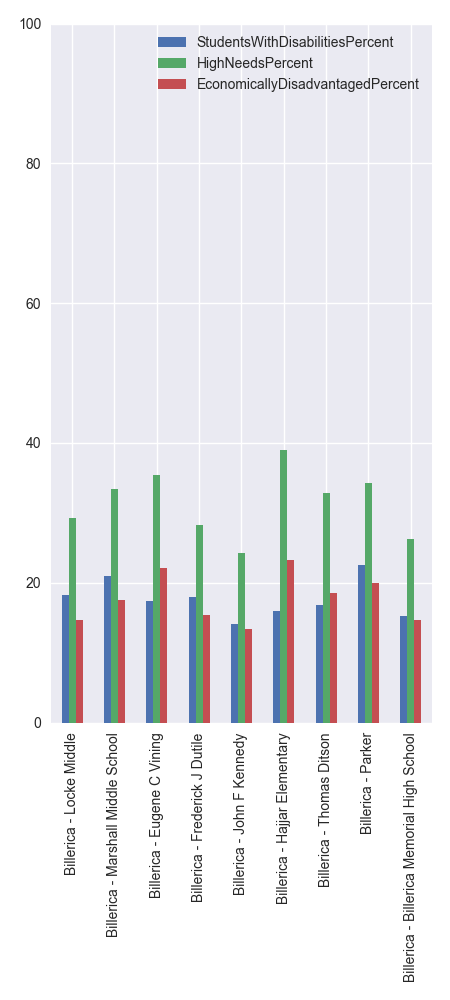 100
80
60
40
20
0
StudentsWithDisabilitiesPercent
HighNeedsPercent
EconomicallyDisadvantagedPercent
Billerica - Locke Middle
Billerica - Marshall Middle School
Billerica - Eugene C Vining
Billerica - Frederick J Dutile
Billerica - John F Kennedy
Billerica - Hajjar Elementary
Billerica - Thomas Ditson
Billerica - Parker
Billerica - Billerica Memorial High School